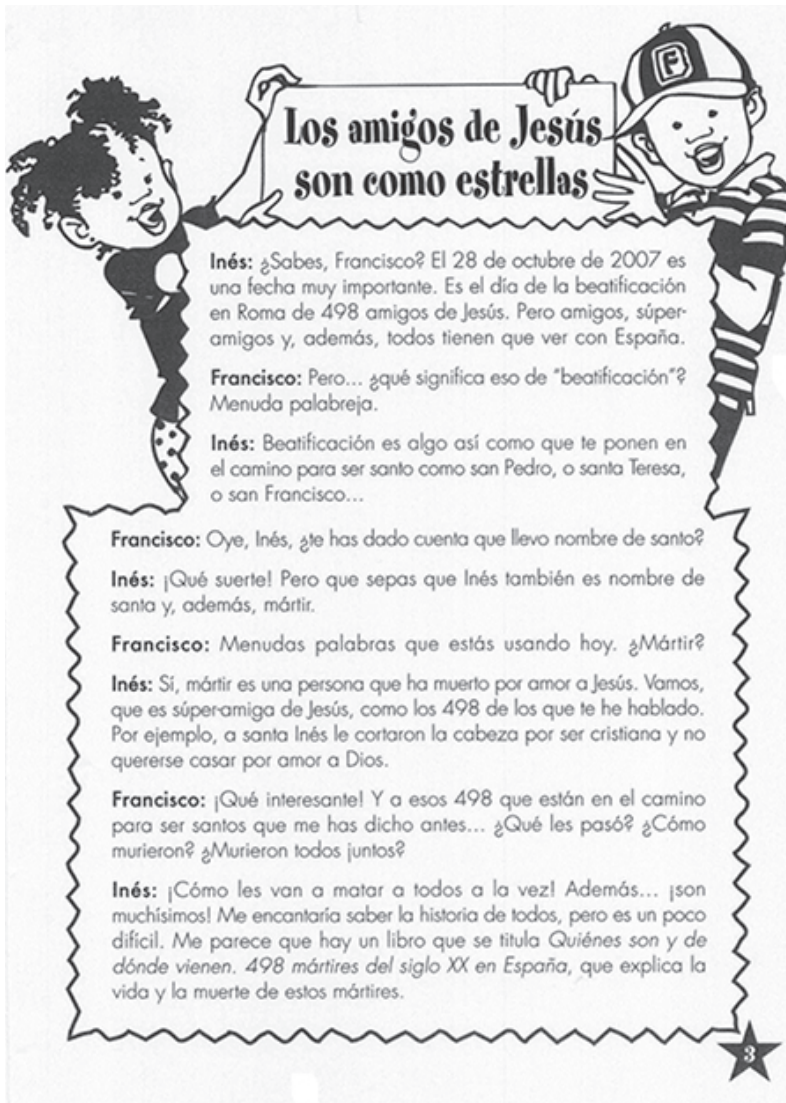 F
Los amigos de Jesús
son como estrellas
Inés: ¿Sabes, Francisco? El 28 de octubre de 2007 es
una fecha muy importante. Es el día de la beatificación
en Roma de 498 amigos de Jesús. Pero amigos, súper-
amigos y, además, todos tienen que ver con España.
Francisco: Pero... ¿qué significa eso de "beatificación"?
Menuda palabreja.
Inés: Beatificación es algo así como que te ponen en
el camino para ser santo como san Pedro, o santa Teresa,
o san Francisco...
Francisco: Oye, Inés, ¿te has dado cuenta que llevo nombre de santo?
Inés: ¡Qué suerte! Pero que sepas que Inés también es nombre de
santa y, además, mártir.
Francisco: Menudas palabras que estás usando hoy. ¿Mártir?
Inés: Sí, mártir es una persona que ha muerto por amor a Jesús. Vamos,
que es súper-amiga de Jesús, como los 498 de los que te he hablado.
Por ejemplo, a santa Inés le cortaron la cabeza por ser cristiana y no
quererse casar por amor a Dios.
Francisco: ¡Qué interesante! Y a esos 498 que están en el camino
para ser santos que me has dicho antes... ¿Qué les pasó? ¿Cómo
murieron? ¿Murieron todos juntos?
Inés: ¡Cómo les van a matar a todos a la vez! Además... ¡son
muchísimos! Me encantaría saber la historia de todos, pero es un poco
difícil. Me parece que hay un libro que se titula Quiénes son y de
dónde vienen. 498 mártires del siglo XX en España, que explica la
vida y la muerte de estos mártires.
3